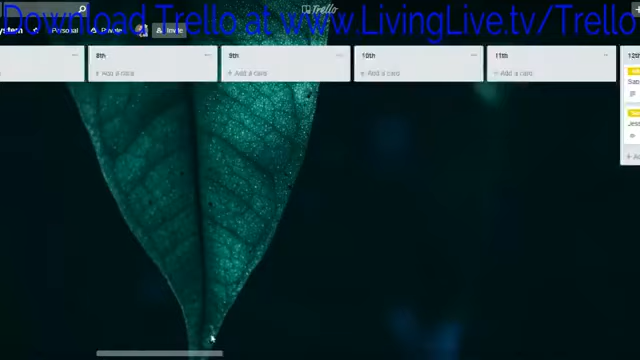 Download Trello at www.LivingLive.tv/Trello
Trello
Personal
Private
Invite
8th
9th
10th
11th
12th
+ Add a card
+ Add a card
+ Add a card
+ Add a card